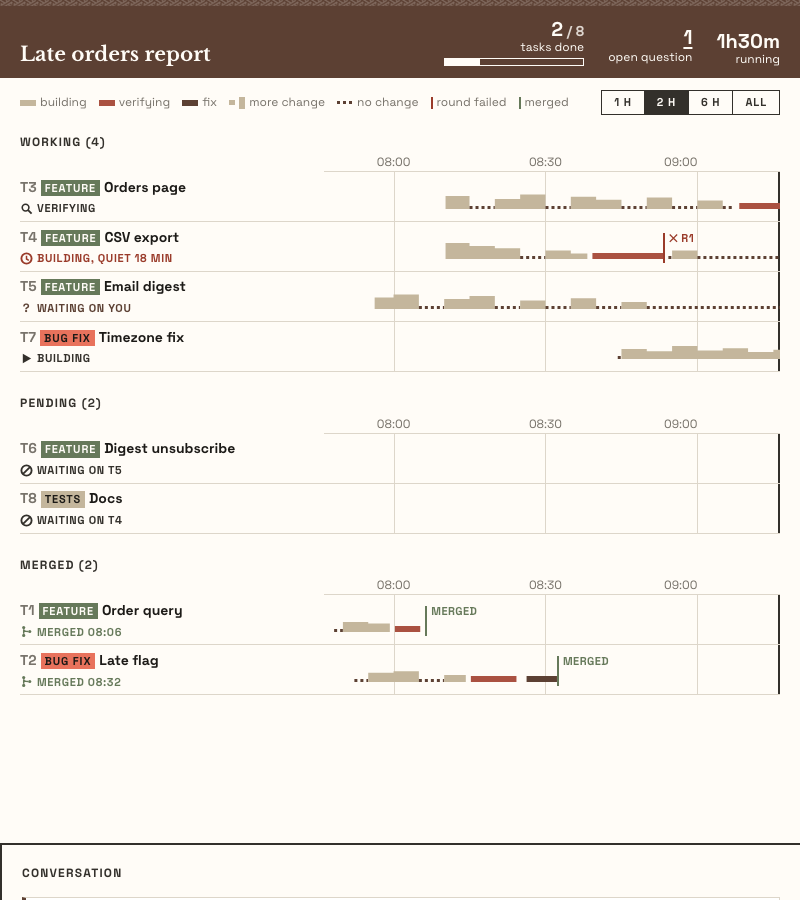 Late orders report
2 / 8
tasks done
1
open question
1h30m
running
building
verifying
fix
more change
no change
round failed
merged
1 H
2 H
6 H
ALL
WORKING (4)
08:00 08:30 09:00
T3 FEATURE Orders page
VERIFYING
T4 FEATURE CSV export
BUILDING, QUIET 18 MIN
R1
T5 FEATURE Email digest
? WAITING ON YOU
T7 BUG FIX Timezone fix
BUILDING
PENDING (2)
08:00 08:30 09:00
T6 FEATURE Digest unsubscribe
WAITING ON T5
T8 TESTS Docs
WAITING ON T4
MERGED (2)
08:00 08:30 09:00
T1 FEATURE Order query
MERGED 08:06
MERGED
T2 BUG FIX Late flag
MERGED 08:32
MERGED
CONVERSATION